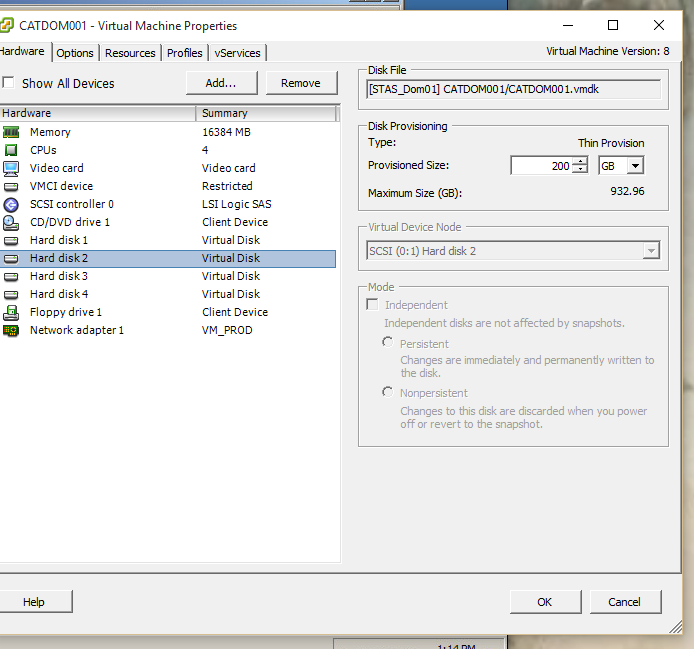 CATDOM001 - Virtual Machine Properties
Hardware Options Resources Profiles vServices Virtual Machine Version: 8
Show All Devices Add... Remove
Hardware Summary
Memory 16384 MB
CPUs 4
Video card Video card
VMCI device Restricted
SCSI controller 0 LSI Logic SAS
CD/DVD drive 1 Client Device
Hard disk 1 Virtual Disk
Hard disk 2 Virtual Disk
Hard disk 3 Virtual Disk
Hard disk 4 Virtual Disk
Floppy drive 1 Client Device
Network adapter 1 VM_PROD
Disk File
[STAS_Dom01] CATDOM001/CATDOM001.vmdk
Disk Provisioning
Type: Thin Provision
Provisioned Size: 200 GB
Maximum Size (GB): 932.96
Virtual Device Node
SCSI (0:1) Hard disk 2
Mode
Independent
Independent disks are not affected by snapshots.
Persistent
Changes are immediately and permanently written to
the disk.
Nonpersistent
Changes to this disk are discarded when you power
off or revert to the snapshot.
Help OK Cancel
1:14 PM